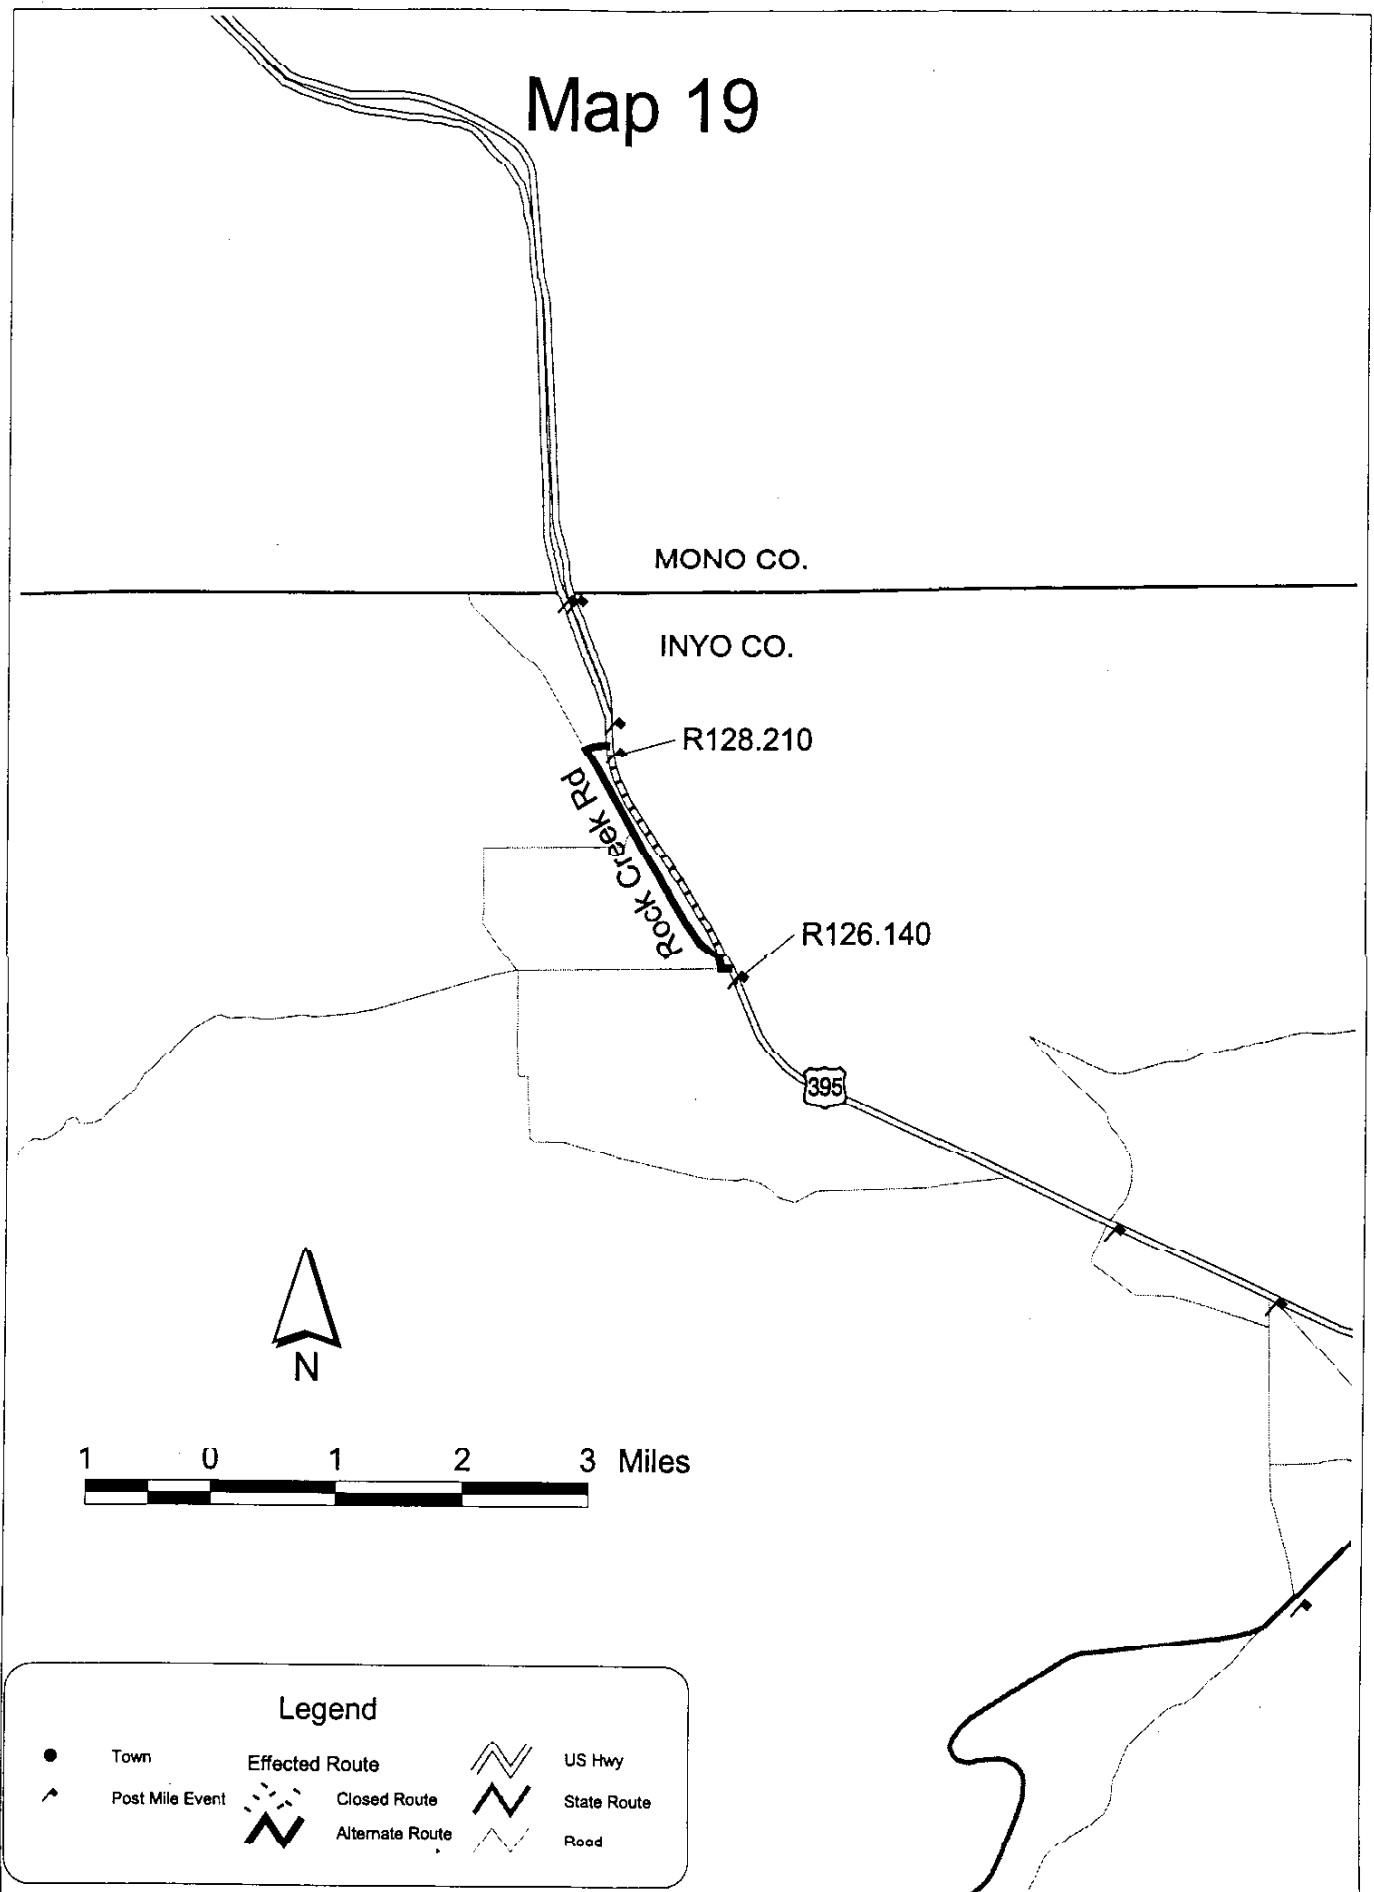 Map 19
MONO CO.
INYO CO.
R128.210
Rock Creek Rd
R126.140
395
N
1 0 1 2 3 Miles
Legend
Town
Post Mile Event
Effected Route
Closed Route
Alternate Route
US Hwy
State Route
Road